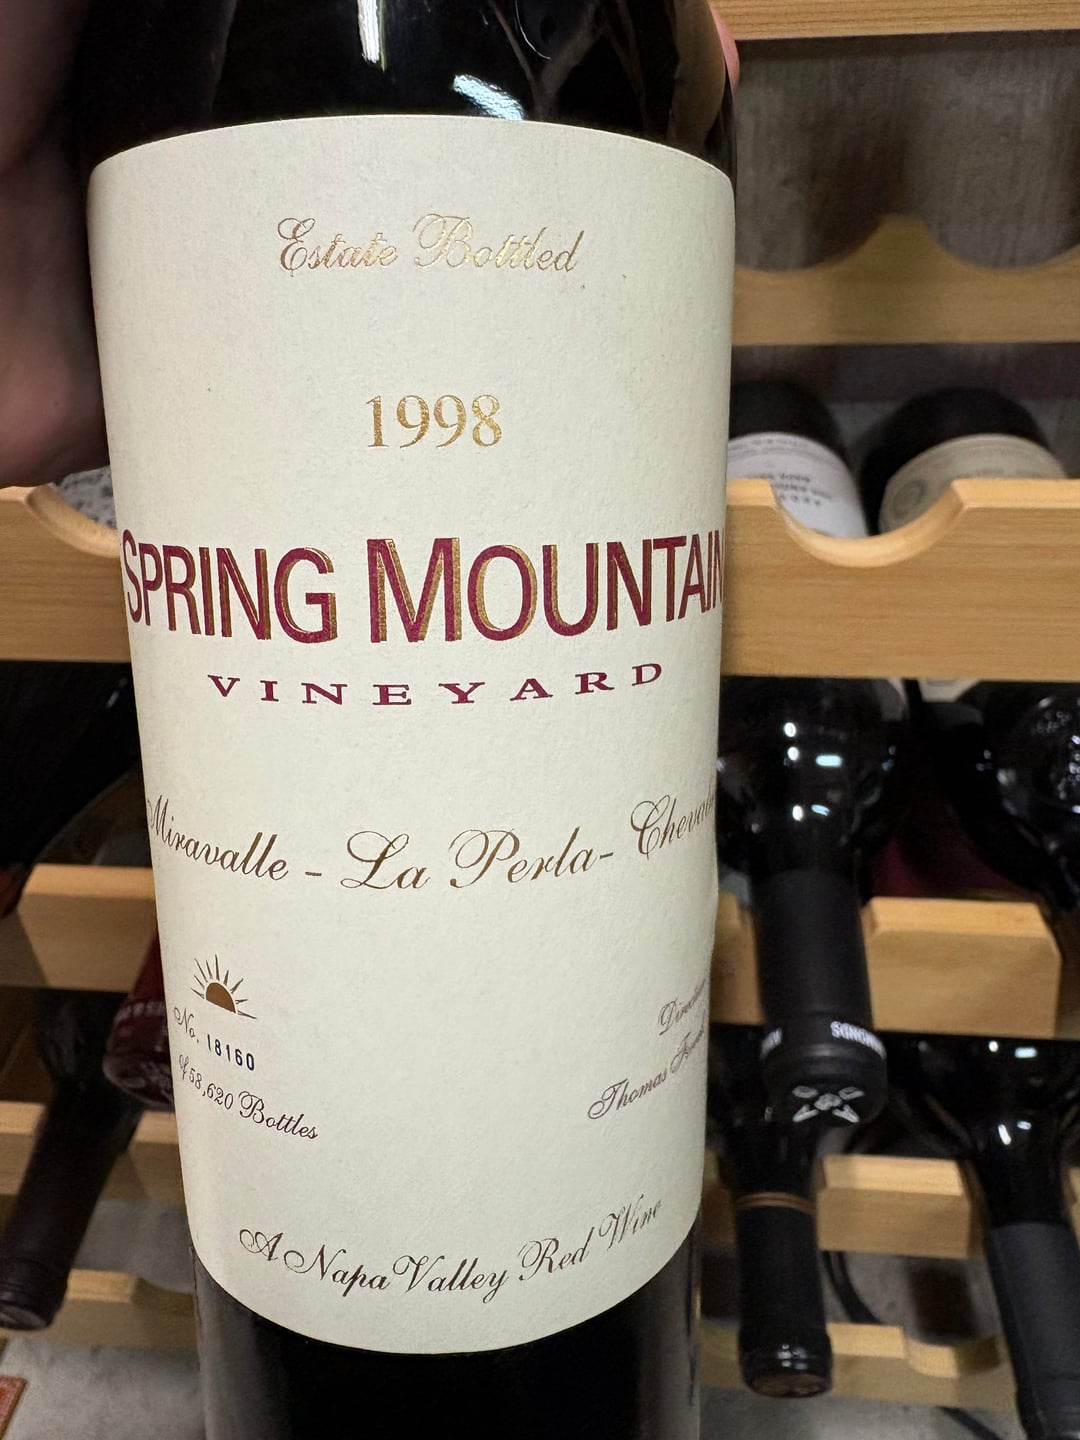 Estate Bottled
1998
SPRING MOUNTAIN
VINEYARD
Miravalle - La Perla-
No. 18160
of 58,620 Bottles
Thomas
A Napa Valley Red Wine